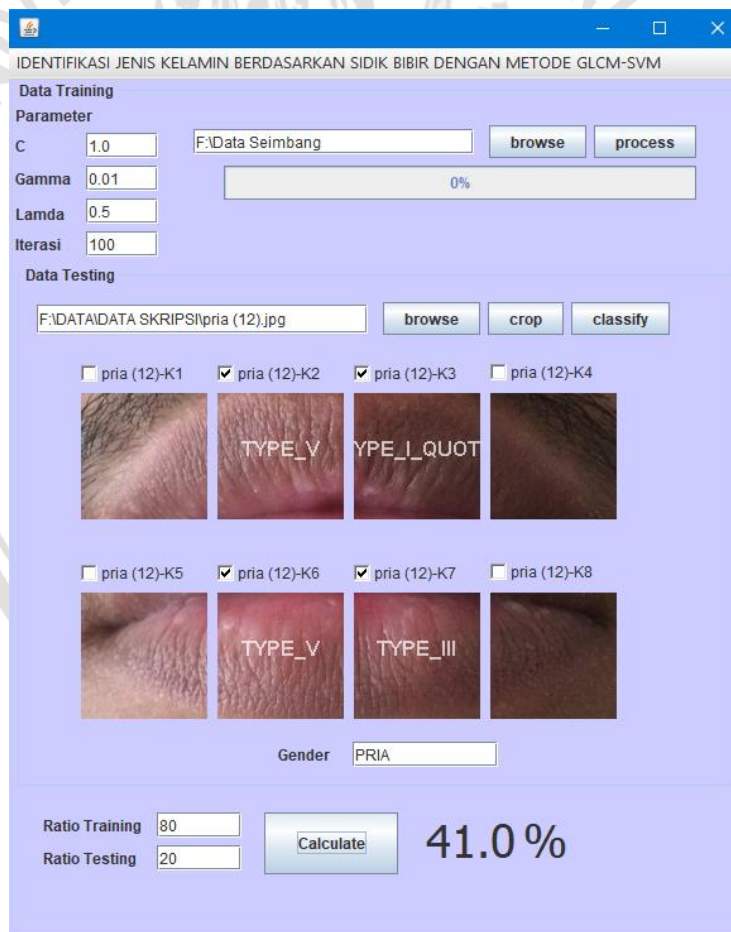 IDENTIFIKASI JENIS KELAMIN BERDASARKAN SIDIK BIBIR DENGAN METODE GLCM-SVM
Data Training
Parameter
C 1.0 F:\Data Seimbang browse process
Gamma 0.01 0%
Lamda 0.5
Iterasi 100
Data Testing
F:\DATA\DATA SKRIPSI\pria (12).jpg browse crop classify
pria (12)-K1 pria (12)-K2 pria (12)-K3 pria (12)-K4
TYPE_V YPE_I_QUOT
pria (12)-K5 pria (12)-K6 pria (12)-K7 pria (12)-K8
TYPE_V TYPE_III
Gender PRIA
Ratio Training 80
Ratio Testing 20
Calculate 41.0 %